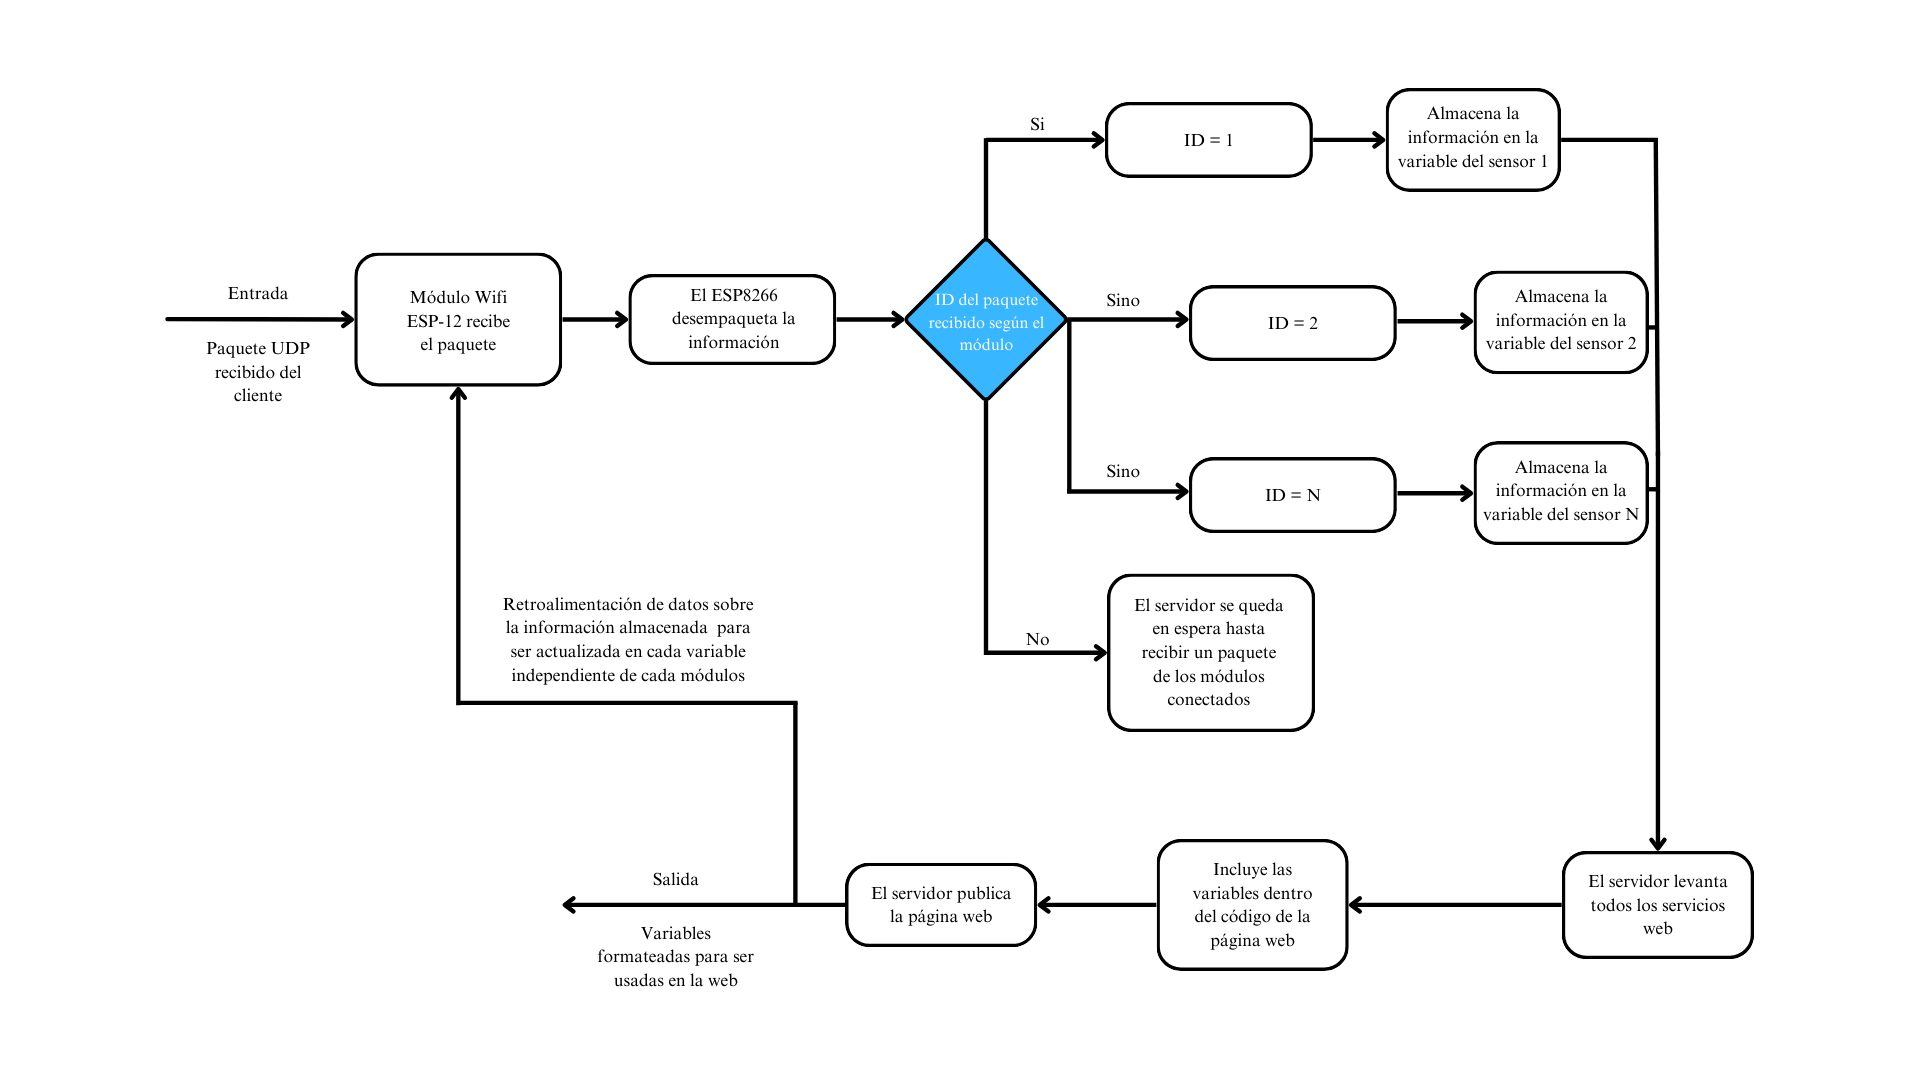 Entrada
Paquete UDP
recibido del
cliente
Módulo Wifi
ESP-12 recibe
el paquete
El ESP8266
desempaqueta la
información
ID del paquete
recibido según el
módulo
Si
ID = 1
Almacena la
información en la
variable del sensor 1
Sino
ID = 2
Almacena la
información en la
variable del sensor 2
Sino
ID = N
Almacena la
información en la
variable del sensor N
No
El servidor se queda
en espera hasta
recibir un paquete
de los módulos
conectados
Retroalimentación de datos sobre
la información almacenada  para
ser actualizada en cada variable
independiente de cada módulos
El servidor levanta
todos los servicios
web
Incluye las
variables dentro
del código de la
página web
El servidor publica
la página web
Salida
Variables
formateadas para ser
usadas en la web